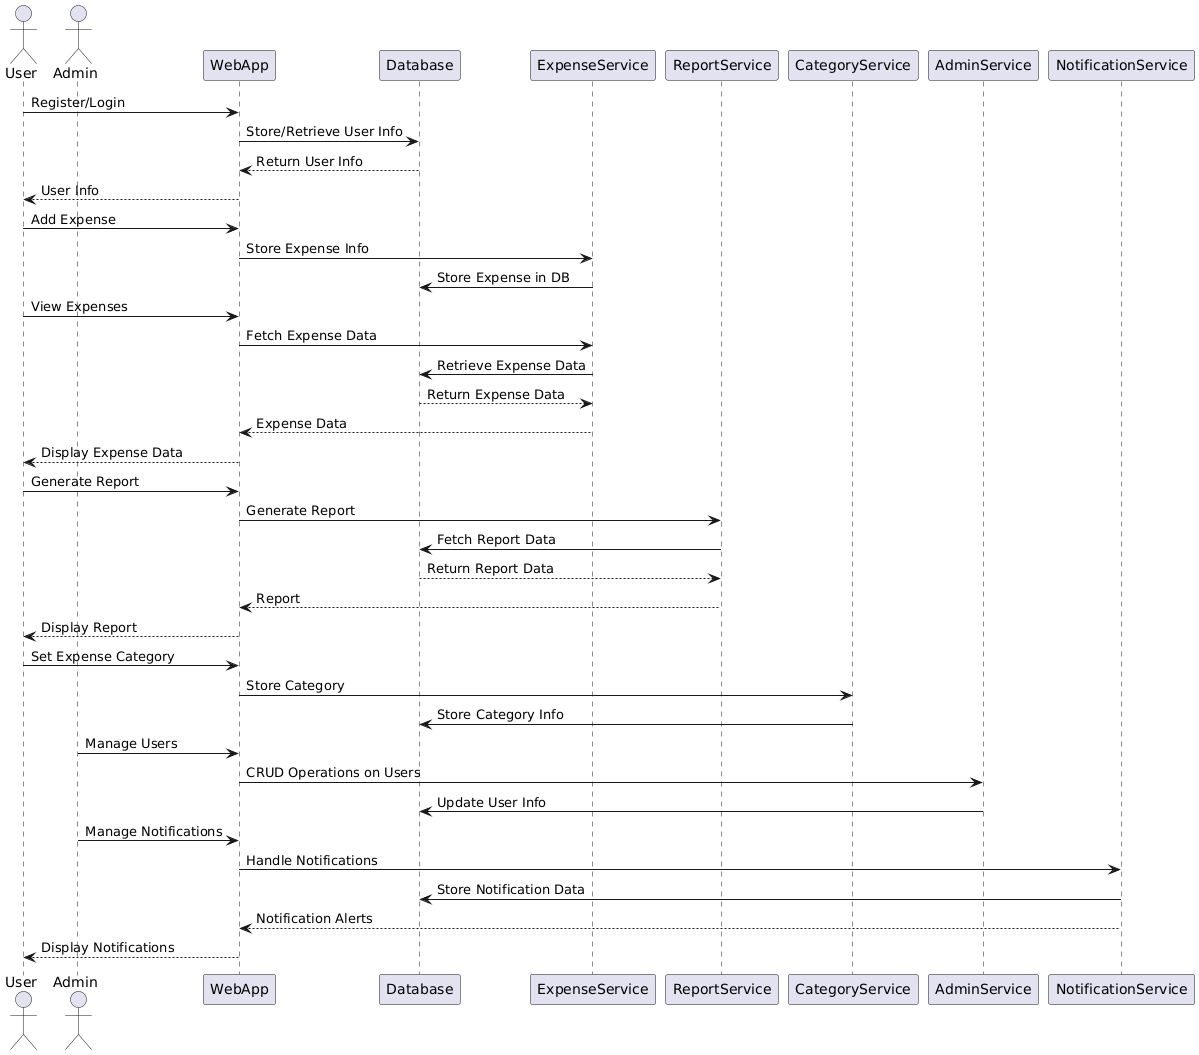 User
Admin
WebApp
Database
ExpenseService
ReportService
CategoryService
AdminService
NotificationService
Register/Login
Store/Retrieve User Info
Return User Info
User Info
Add Expense
Store Expense Info
Store Expense in DB
View Expenses
Fetch Expense Data
Retrieve Expense Data
Return Expense Data
Expense Data
Display Expense Data
Generate Report
Generate Report
Fetch Report Data
Return Report Data
Report
Display Report
Set Expense Category
Store Category
Store Category Info
Manage Users
CRUD Operations on Users
Update User Info
Manage Notifications
Handle Notifications
Store Notification Data
Notification Alerts
Display Notifications
User
Admin
WebApp
Database
ExpenseService
ReportService
CategoryService
AdminService
NotificationService